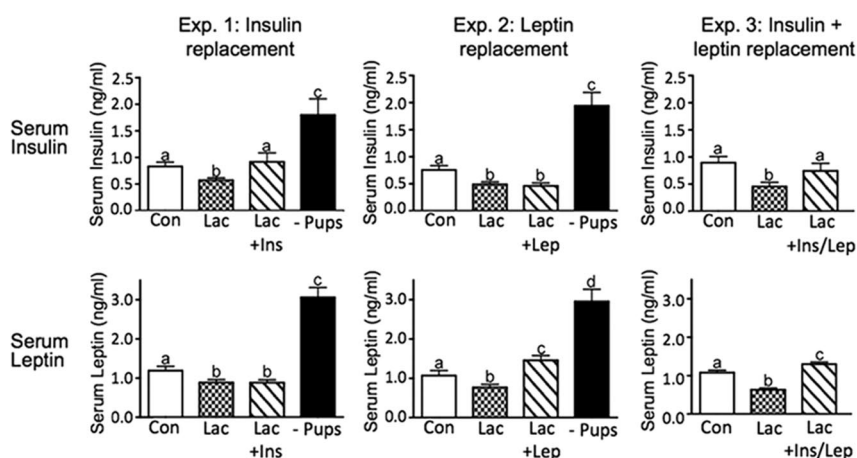 Exp. 1: Insulin
replacement
Exp. 2: Leptin
replacement
Exp. 3: Insulin +
leptin replacement
Serum
Insulin
Serum Insulin (ng/ml)
2.5
2.0
1.5
1.0
0.5
0.0
a
b
a
c
Con Lac Lac - Pups
+Ins
Serum Insulin (ng/ml)
2.5
2.0
1.5
1.0
0.5
0.0
a
b
b
c
Con Lac Lac - Pups
+Lep
Serum Insulin (ng/ml)
2.5
2.0
1.5
1.0
0.5
0.0
a
b
a
Con Lac Lac
+Ins/Lep
Serum
Leptin
Serum Leptin (ng/ml)
3.0
2.0
1.0
0.0
a
b
b
c
Con Lac Lac - Pups
+Ins
Serum Leptin (ng/ml)
3.0
2.0
1.0
0.0
a
b
c
d
Con Lac Lac - Pups
+Lep
Serum Leptin (ng/ml)
3.0
2.0
1.0
0.0
a
b
c
Con Lac Lac
+Ins/Lep